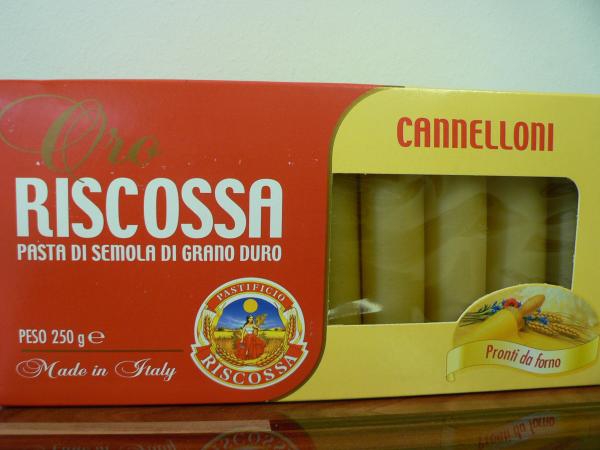 Oro
RISCOSSA
PASTA DI SEMOLA DI GRANO DURO
PESO 250 g ℮
Made in Italy
PASTIFICIO
RISCOSSA
CANNELLONI
Pronti da forno